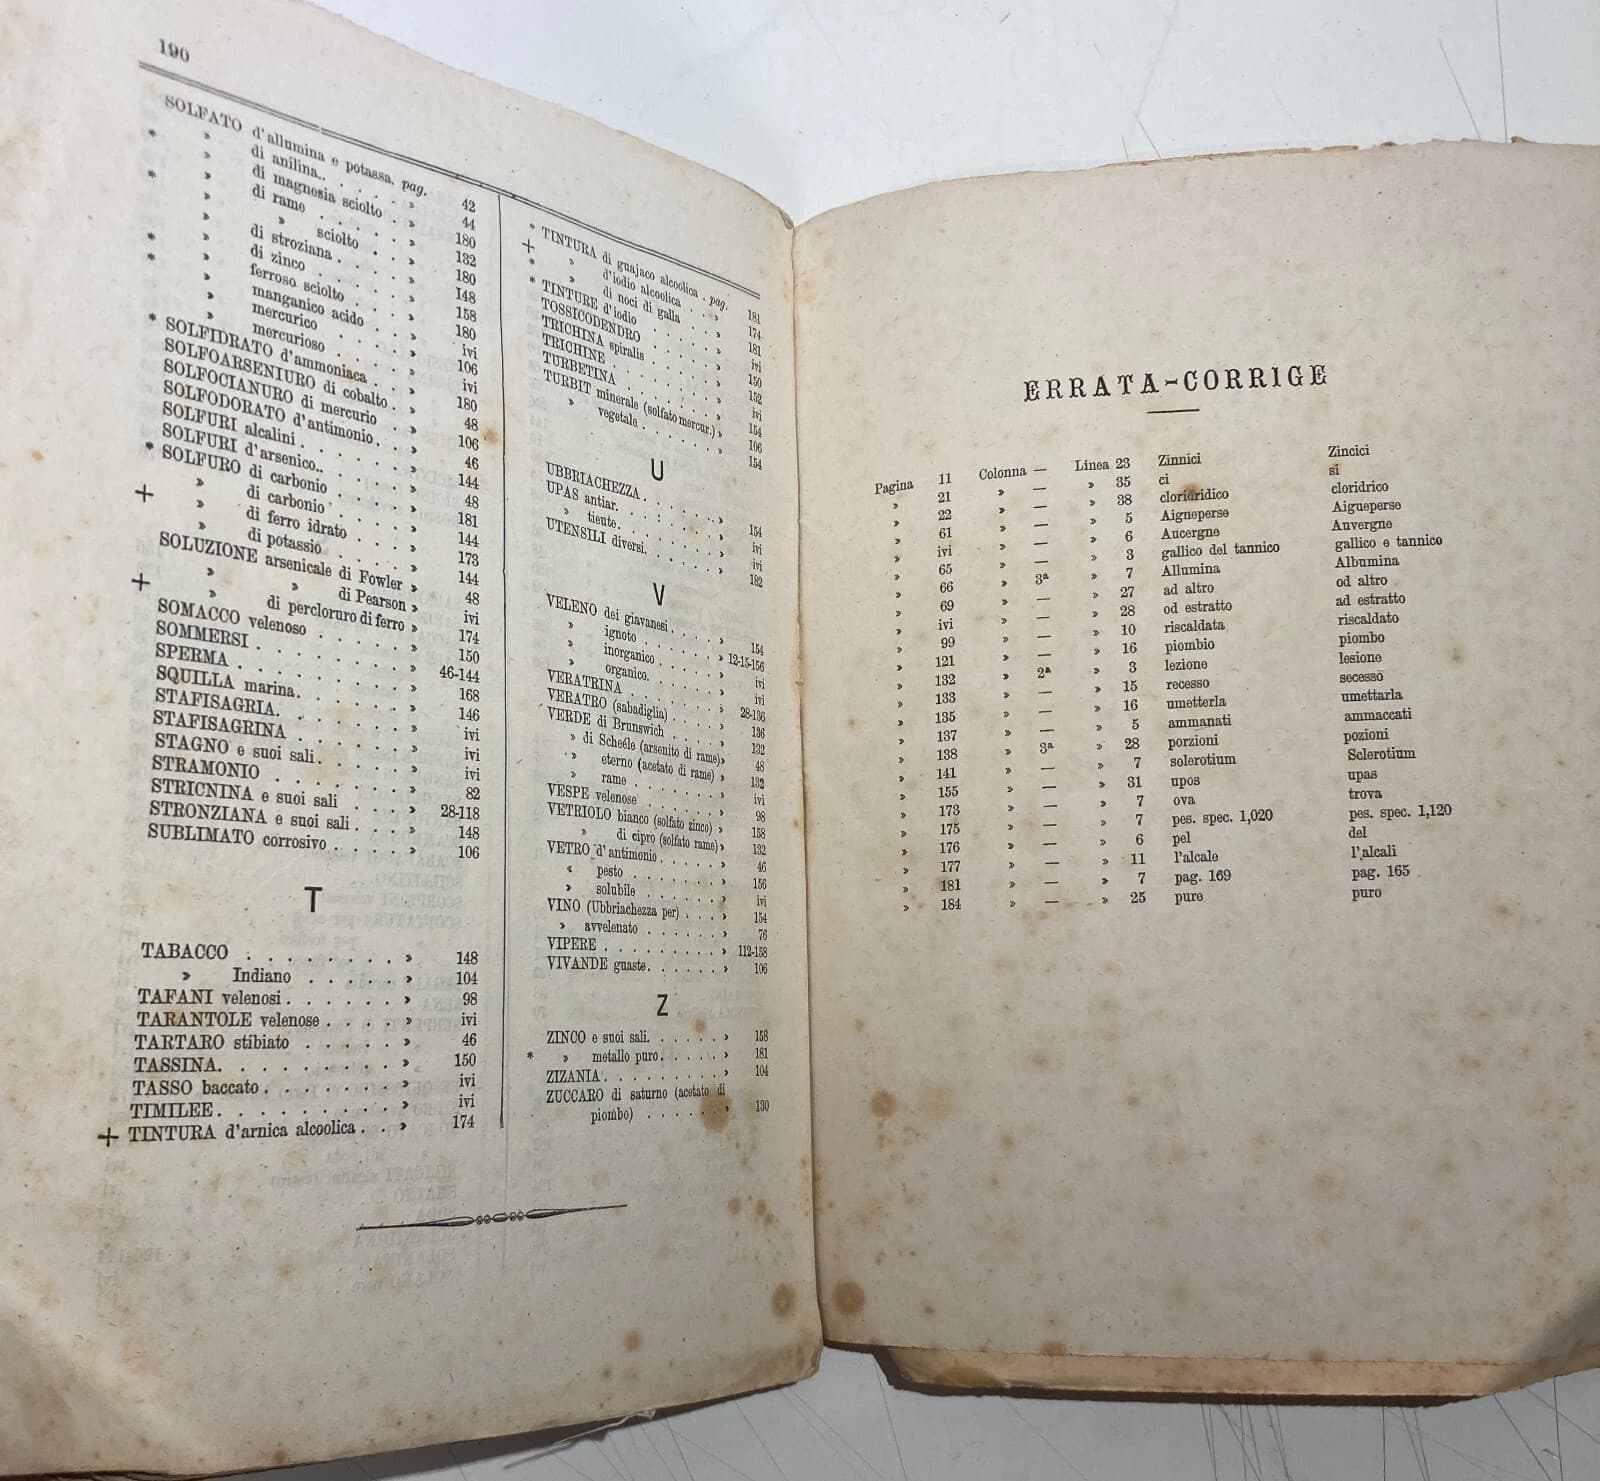 190
SOLFATO d'allumina e potassa. pag. 42
* » di anilina. . . . . . » 44
» di magnesia sciolto . » 180
* » di rame . . . . . . » 132
» » sciolto . . . » 180
» di stroziana . . . . . » 148
* » di zinco . . . . . . » 158
* » ferroso sciolto . . . » 180
» manganico acido . . » ivi
» mercurico . . . . . » 106
» mercurioso . . . . . » ivi
* SOLFIDRATO d'ammoniaca . . » 180
SOLFOARSENIURO di cobalto . » 48
SOLFOCIANURO di mercurio . » 106
SOLFODORATO d'antimonio . . » 46
SOLFURI alcalini . . . . . . » 144
SOLFURI d'arsenico. . . . . . » 48
* SOLFURO di carbonio . . . . » 181
» di carbonio . . . . » 144
+ » di ferro idrato . . . » 173
» di potassio . . . . » 144
SOLUZIONE arsenicale di Fowler » 48
» » di Pearson » ivi
+ » di percloruro di ferro » 174
SOMACCO velenoso . . . . . » 150
SOMMERSI . . . . . . . . » 46-144
SPERMA . . . . . . . . . » 168
SQUILLA marina. . . . . . . » 146
STAFISAGRIA. . . . . . . . » ivi
STAFISAGRINA . . . . . . . » ivi
STAGNO e suoi sali . . . . . » 82
STRAMONIO . . . . . . . » 28-118
STRICNINA e suoi sali . . . » 148
STRONZIANA e suoi sali . . . » 106
SUBLIMATO corrosivo . . . . »
T
TABACCO . . . . . . . . » 148
» Indiano . . . . . » 104
TAFANI velenosi . . . . . . » 98
TARANTOLE velenose . . . . » ivi
TARTARO stibiato . . . . . » 46
TASSINA. . . . . . . . . » 150
TASSO baccato . . . . . . . » ivi
TIMILEE. . . . . . . . . » ivi
+ TINTURA d'arnica alcoolica . . » 174
* TINTURA di guajaco alcoolica . pag. 181
+ » d'iodio alcoolica . . » 174
* » di noci di galla . . » 181
* TINTURE d'iodio . . . . . » ivi
TOSSICODENDRO . . . . . » 150
TRICHINA spiralis . . . . . » 152
TRICHINE . . . . . . . . » ivi
TURBETINA . . . . . . . » 154
TURBIT minerale (solfato mercur.) » 106
» vegetale . . . . . . » 154
U
UBBRIACHEZZA . . . . . . » 154
UPAS antiar. . . . . . . . » ivi
» tiente. . . . . . . . » ivi
UTENSILI diversi. . . . . . » 182
V
VELENO dei giavanesi . . . . » 154
» ignoto . . . . . . » 12-15-156
» inorganico . . . . . » ivi
» organico. . . . . . » ivi
VERATRINA . . . . . . . » 28-136
VERATRO (sabadiglia) . . . . » 136
VERDE di Brunswich . . . . » 132
» di Scheéle (arsenito di rame) » 48
» eterno (acetato di rame) » 132
» rame . . . . . . . » ivi
VESPE velenose . . . . . . » 98
VETRIOLO bianco (solfato zinco) » 158
» di cipro (solfato rame) » 132
VETRO d'antimonio . . . . . » 46
« pesto . . . . . . . » 156
» solubile . . . . . . » ivi
VINO (Ubbriachezza per) . . . » 154
» avvelenato . . . . . . » 76
VIPERE . . . . . . . . » 112-158
VIVANDE guaste. . . . . . . » 106
Z
ZINCO e suoi sali. . . . . . » 158
* » metallo puro. . . . . . » 181
ZIZANIA . . . . . . . . . » 104
ZUCCARO di saturno (acetato di
piombo) . . . . . . . » 130
ERRATA-CORRIGE
Pagina 11 Colonna — Linea 23 Zinnici Zincici
» 21 » — » 35 ci si
» 22 » — » 38 cloridridico cloridrico
» 61 » — » 5 Aigneperse Aigueperse
» ivi » — » 6 Aucergne Auvergne
» 65 » — » 3 gallico del tannico gallico e tannico
» 66 » 3ª » 7 Allumina Albumina
» 69 » — » 27 ad altro od altro
» ivi » — » 28 od estratto ad estratto
» 99 » — » 10 riscaldata riscaldato
» 121 » — » 16 piombio piombo
» 132 » 2ª » 3 lezione lesione
» 133 » — » 15 recesso secesso
» 135 » — » 16 umetterla umettarla
» 137 » — » 5 ammanati ammaccati
» 138 » 3ª » 28 porzioni pozioni
» 141 » — » 7 solerotium Sclerotium
» 155 » — » 31 upos upas
» 173 » — » 7 ova trova
» 175 » — » 7 pes. spec. 1,020 pes. spec. 1,120
» 176 » — » 6 pel del
» 177 » — » 11 l'alcale l'alcali
» 181 » — » 7 pag. 169 pag. 165
» 184 » — » 25 pure puro